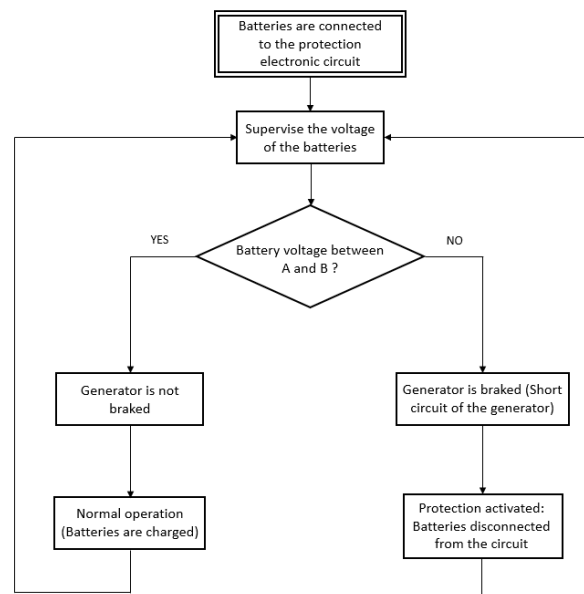 Batteries are connected
to the protection
electronic circuit
Supervise the voltage
of the batteries
YES
Battery voltage between
A and B ?
NO
Generator is not
braked
Generator is braked (Short
circuit of the generator)
Normal operation
(Batteries are charged)
Protection activated:
Batteries disconnected
from the circuit